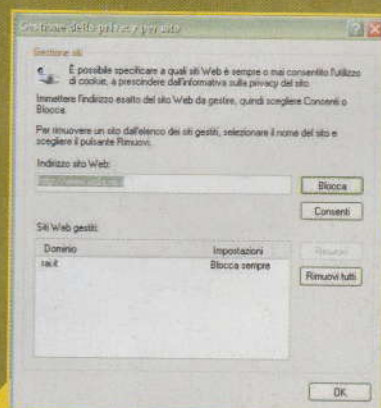 Gestione della privacy per sito
Gestione siti
È possibile specificare a quali siti Web è sempre o mai consentito l'utilizzo
di cookie, a prescindere dall'informativa sulla privacy del sito.
Immettere l'indirizzo esatto del sito Web da gestire, quindi scegliere Consenti o
Blocca.
Per rimuovere un sito dall'elenco dei siti gestiti, selezionare il nome del sito e
scegliere il pulsante Rimuovi.
Indirizzo sito Web:
Blocca
Consenti
Siti Web gestiti:
Dominio Impostazioni
rai.it Blocca sempre
Rimuovi
Rimuovi tutti
OK